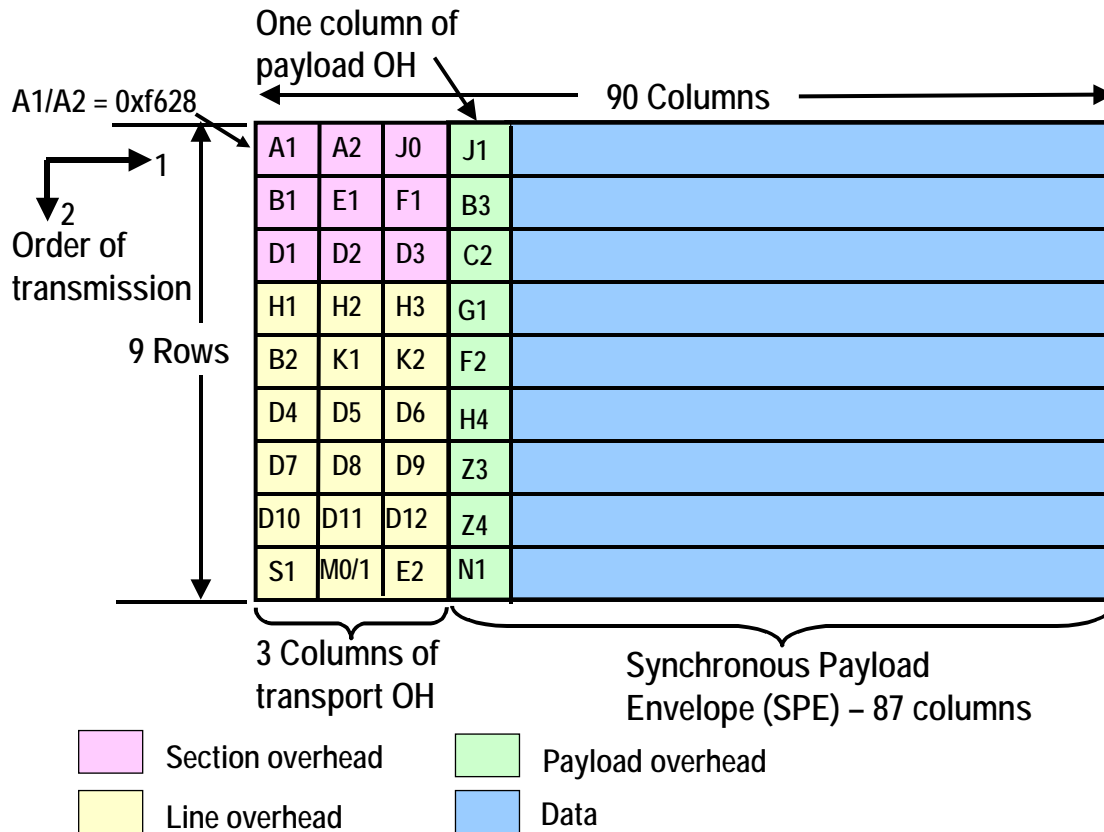 One column of
payload OH
A1/A2 = 0xf628
90 Columns
A1 A2 J0 J1
1
B1 E1 F1 B3
2
Order of
transmission
D1 D2 D3 C2
H1 H2 H3 G1
9 Rows
B2 K1 K2 F2
D4 D5 D6 H4
D7 D8 D9 Z3
D10 D11 D12 Z4
S1 M0/1 E2 N1
3 Columns of
transport OH
Synchronous Payload
Envelope (SPE) – 87 columns
Section overhead
Payload overhead
Line overhead
Data